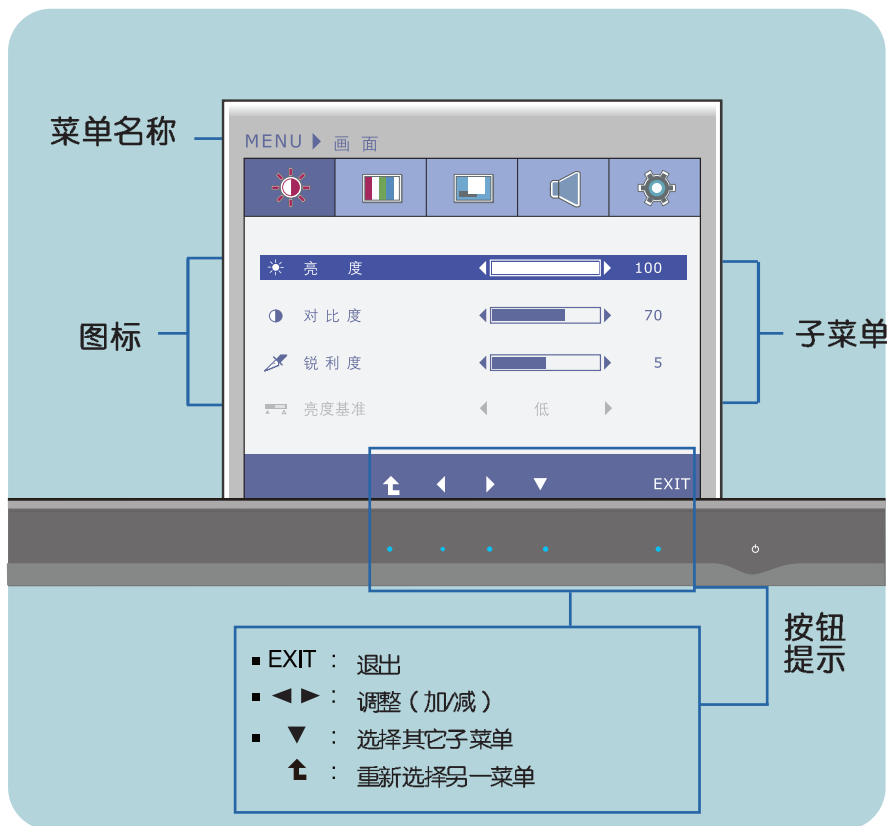 菜单名称
MENU ▶ 画 面
亮 度 100
对 比 度 70
锐 利 度 5
亮度基准 低
图标
子菜单
EXIT
按钮
提示
■ EXIT : 退出
■ ◀ ▶ : 调整(加/减)
■ ▼ : 选择其它子菜单
: 重新选择另一菜单